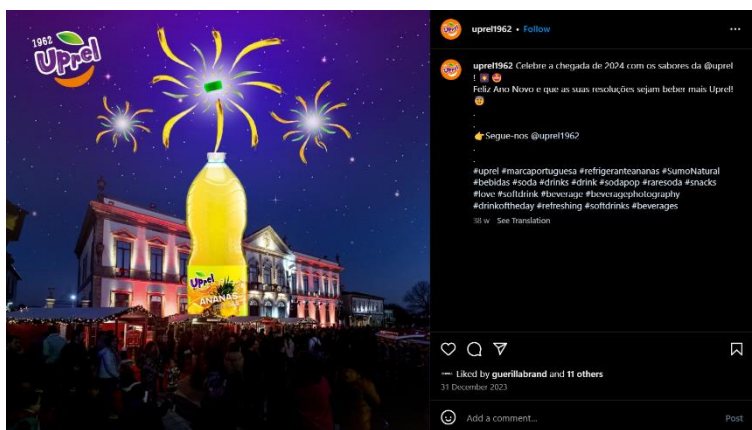 1962
Uprel
Uprel
ANANÁS
uprel1962 • Follow
uprel1962 Celebre a chegada de 2024 com os sabores da @uprel
!
Feliz Ano Novo e que as suas resoluções sejam beber mais Uprel!
.
.
Segue-nos @uprel1962
.
.
#uprel #marcaportuguesa #refrigeranteananas #SumoNatural
#bebidas #soda #drinks #drink #sodapop #raresoda #snacks
#love #softdrink #beverage #beveragephotography
#drinkoftheday #refreshing #softdrinks #beverages
38 w See Translation
Liked by guerillabrand and 11 others
31 December 2023
Add a comment...
Post